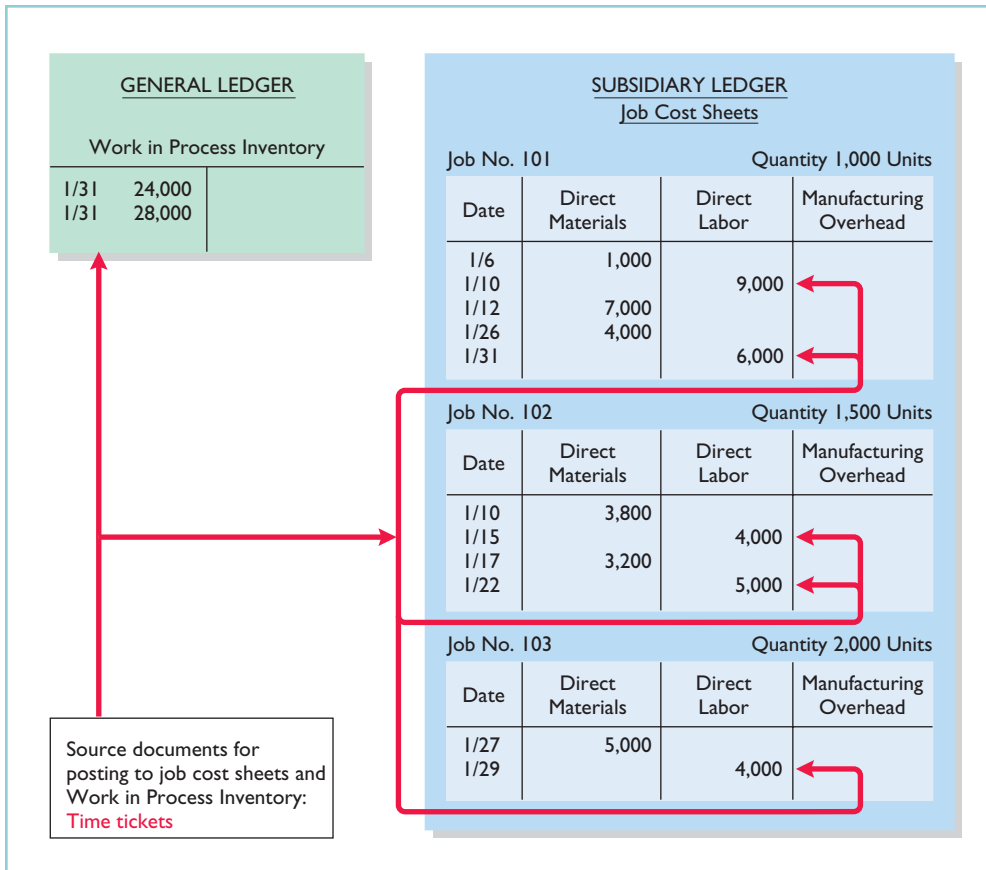 GENERAL LEDGER
Work in Process Inventory
1/31 24,000
1/31 28,000
SUBSIDIARY LEDGER
Job Cost Sheets
Job No. 101 Quantity 1,000 Units
Date Direct Materials Direct Labor Manufacturing Overhead
1/6 1,000
1/10 9,000
1/12 7,000
1/26 4,000
1/31 6,000
Job No. 102 Quantity 1,500 Units
Date Direct Materials Direct Labor Manufacturing Overhead
1/10 3,800
1/15 4,000
1/17 3,200
1/22 5,000
Job No. 103 Quantity 2,000 Units
Date Direct Materials Direct Labor Manufacturing Overhead
1/27 5,000
1/29 4,000
Source documents for
posting to job cost sheets and
Work in Process Inventory:
Time tickets